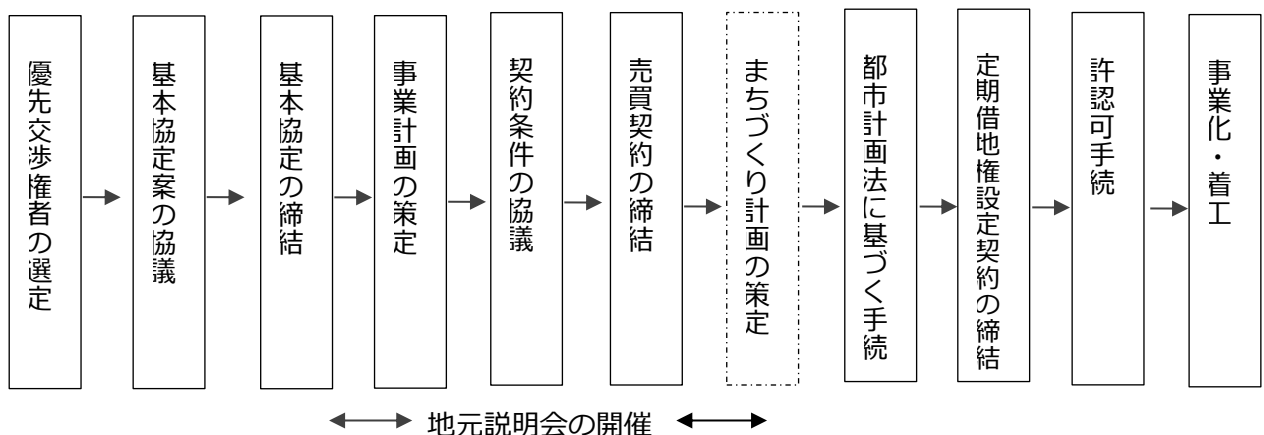 優先交渉権者の選定
基本協定案の協議
基本協定の締結
事業計画の策定
契約条件の協議
売買契約の締結
まちづくり計画の策定
都市計画法に基づく手続
定期借地権設定契約の締結
許認可手続
事業化・着工
地元説明会の開催